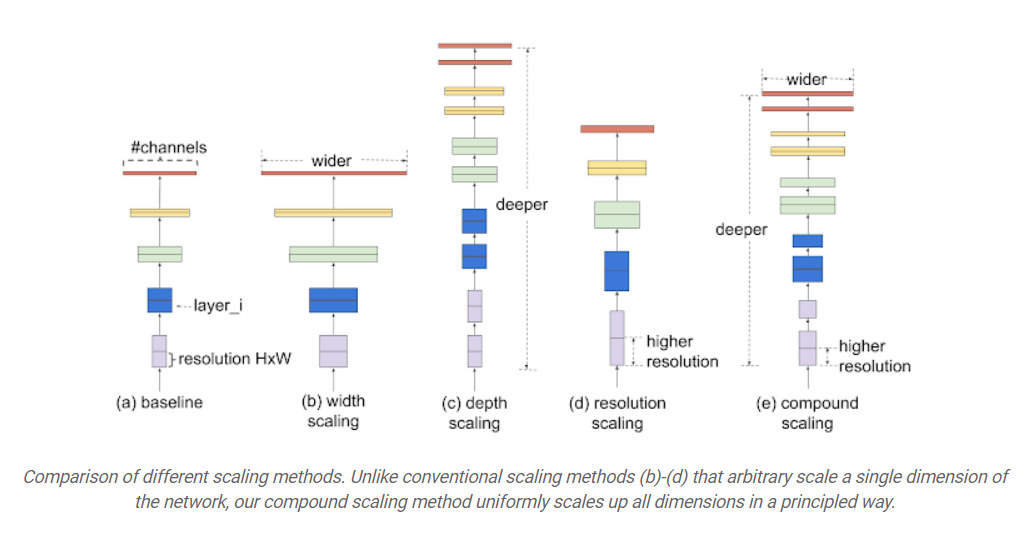 #channels
layer_i
resolution HxW
(a) baseline
wider
(b) width
scaling
deeper
(c) depth
scaling
higher
resolution
(d) resolution
scaling
wider
deeper
higher
resolution
(e) compound
scaling
Comparison of different scaling methods. Unlike conventional scaling methods (b)-(d) that arbitrary scale a single dimension of
the network, our compound scaling method uniformly scales up all dimensions in a principled way.